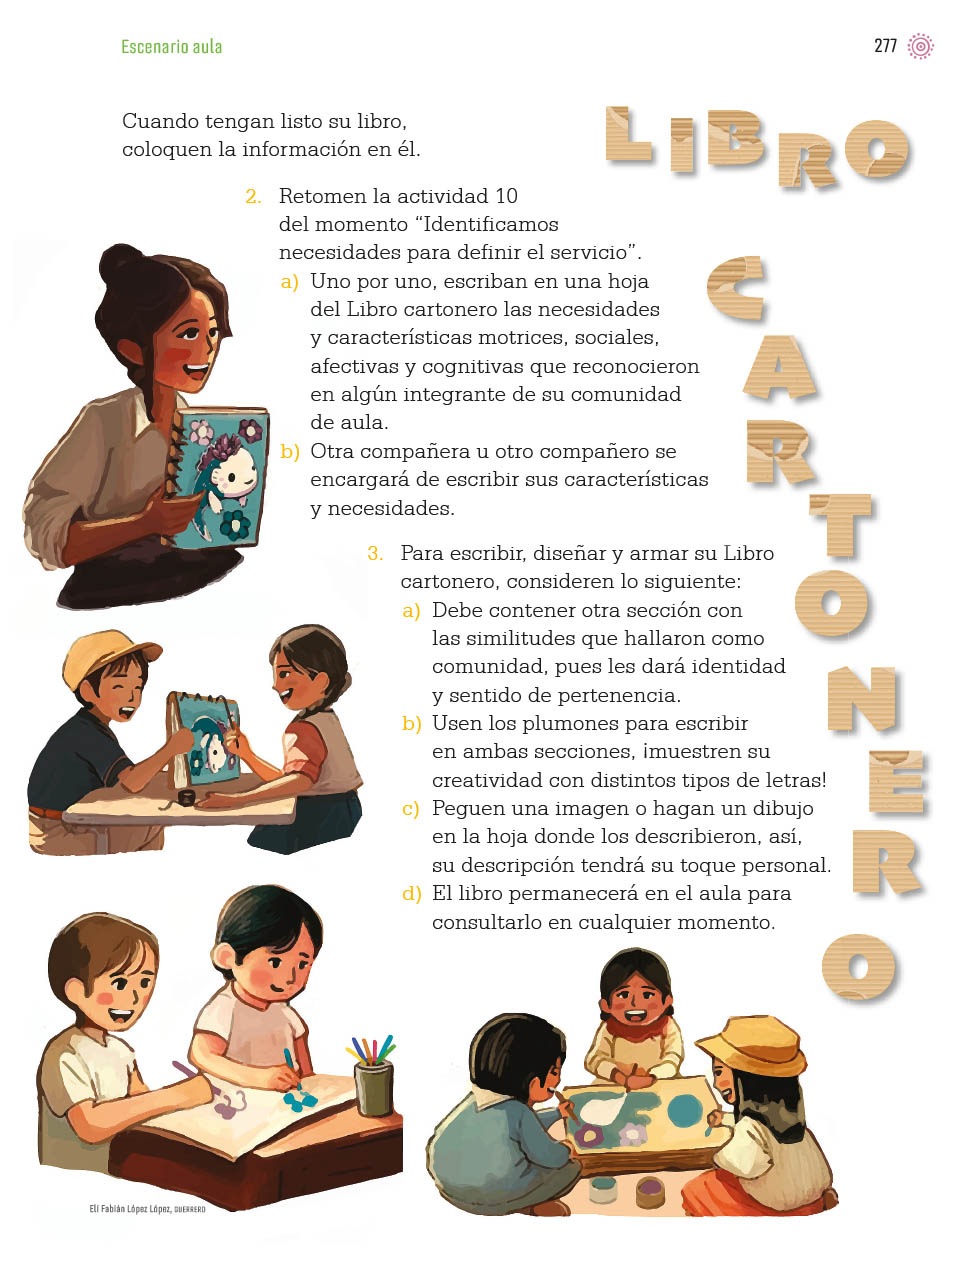 Escenario aula
277
Cuando tengan listo su libro,
coloquen la información en él.
LIBRO
CARTONERO
2. Retomen la actividad 10
del momento “Identificamos
necesidades para definir el servicio”.
a) Uno por uno, escriban en una hoja
del Libro cartonero las necesidades
y características motrices, sociales,
afectivas y cognitivas que reconocieron
en algún integrante de su comunidad
de aula.
b) Otra compañera u otro compañero se
encargará de escribir sus características
y necesidades.
3. Para escribir, diseñar y armar su Libro
cartonero, consideren lo siguiente:
a) Debe contener otra sección con
las similitudes que hallaron como
comunidad, pues les dará identidad
y sentido de pertenencia.
b) Usen los plumones para escribir
en ambas secciones, ¡muestren su
creatividad con distintos tipos de letras!
c) Peguen una imagen o hagan un dibujo
en la hoja donde los describieron, así,
su descripción tendrá su toque personal.
d) El libro permanecerá en el aula para
consultarlo en cualquier momento.
Eli Fabián López López, GUERRERO